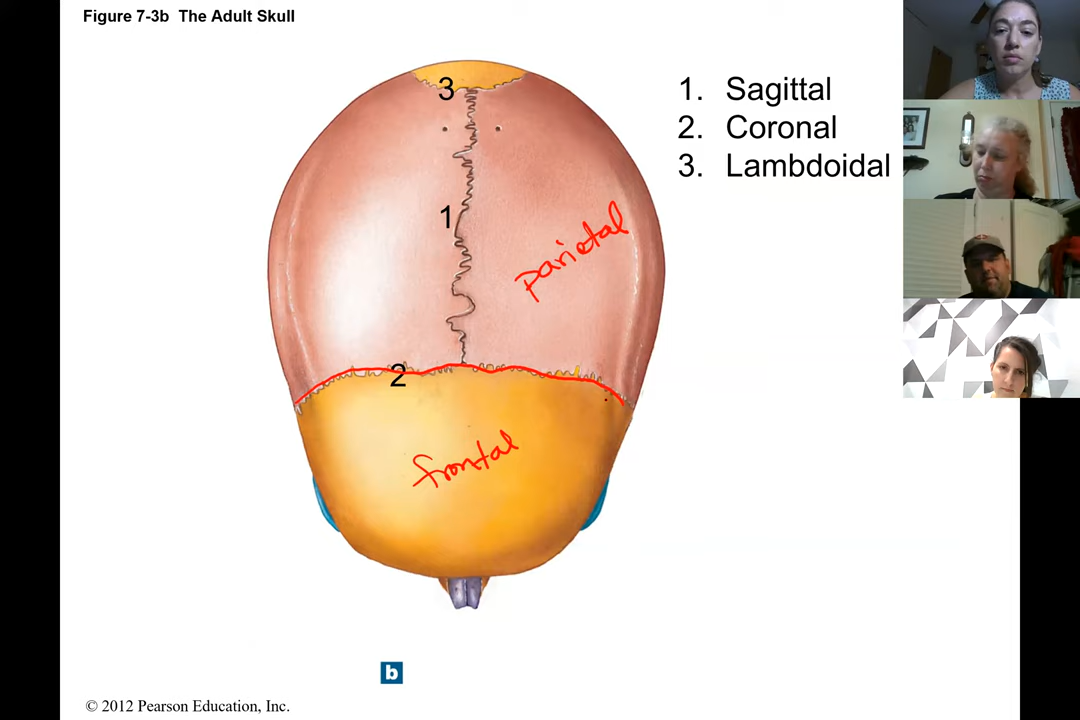 Figure 7-3b  The Adult Skull
3
1. Sagittal
2. Coronal
3. Lambdoidal
1
parietal
2
frontal
b
© 2012 Pearson Education, Inc.